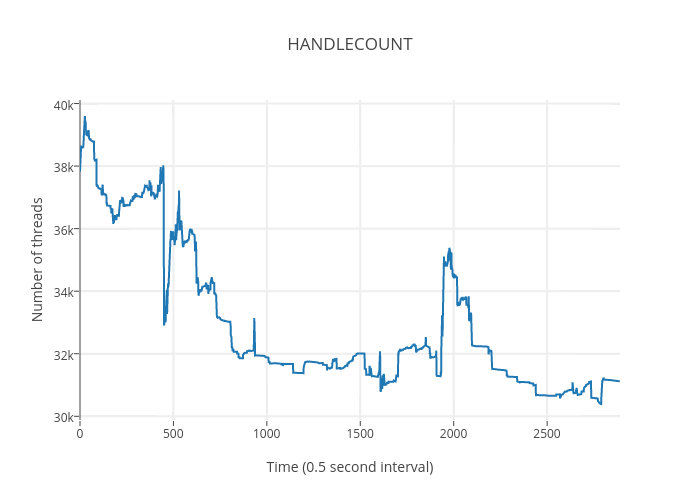 HANDLECOUNT
40k
38k
36k
34k
32k
30k
Number of threads
0 500 1000 1500 2000 2500
Time (0.5 second interval)